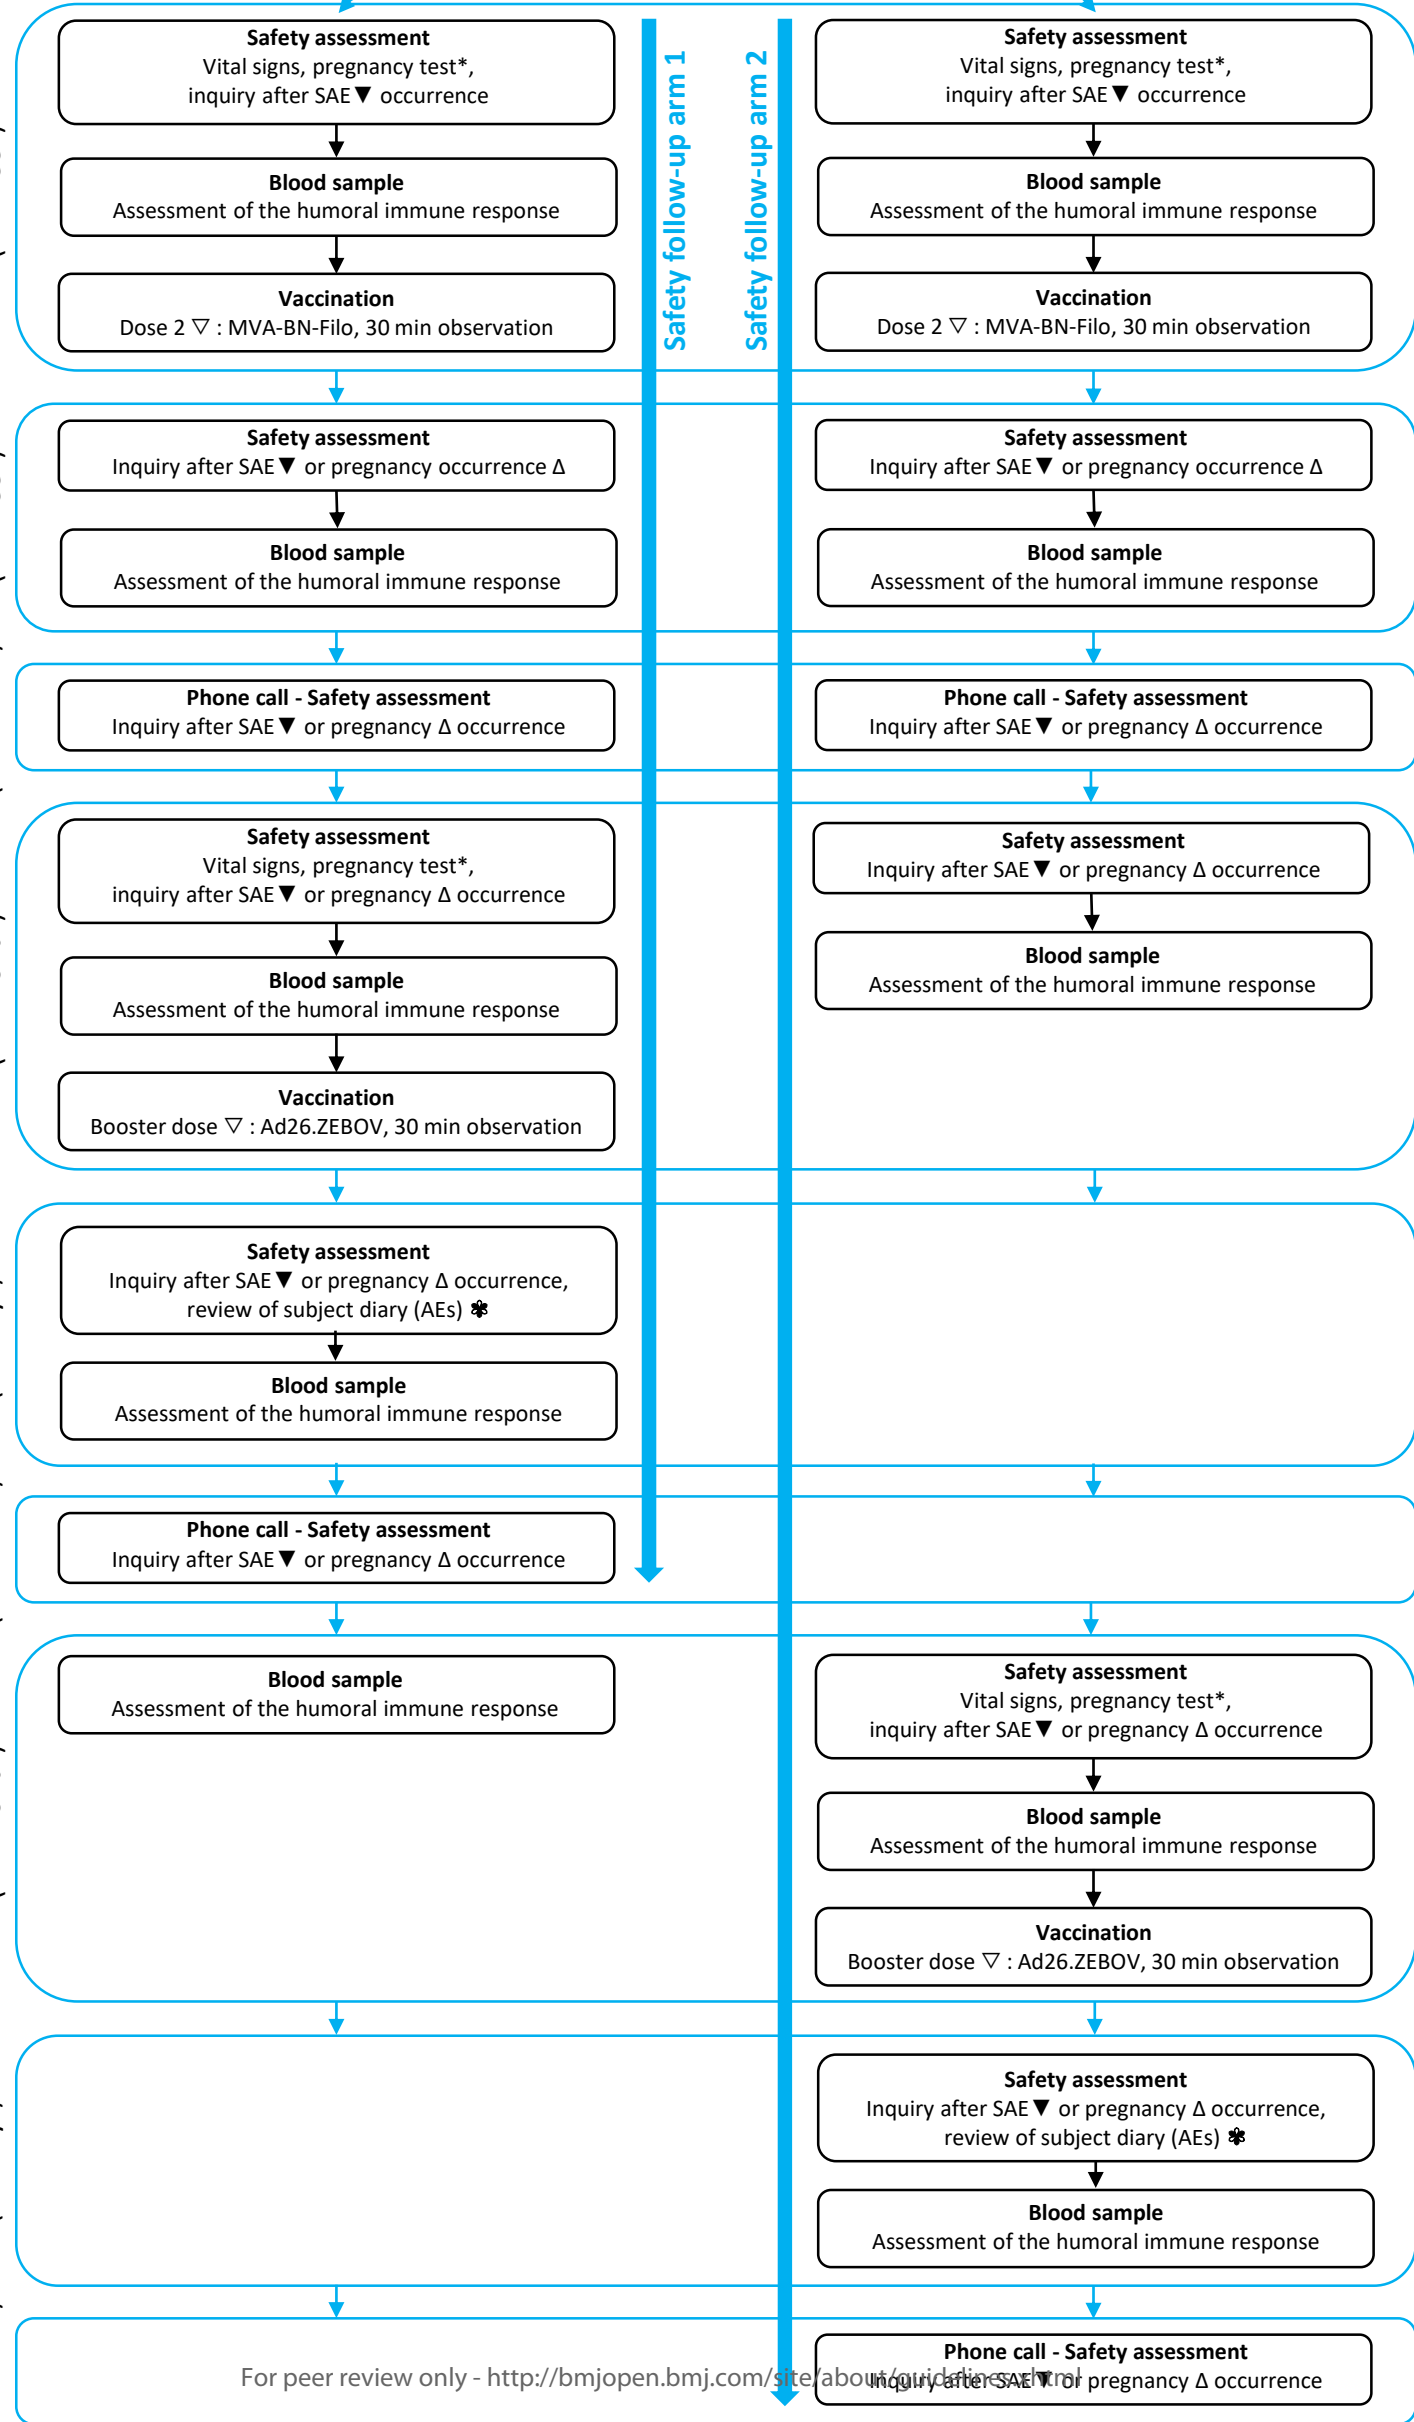 Safety assessment
Vital signs, pregnancy test*,
inquiry after SAE▼ occurrence
Blood sample
Assessment of the humoral immune response
Vaccination
Dose 2 ▽ : MVA-BN-Filo, 30 min observation
Safety follow-up arm 1
Safety follow-up arm 2
Safety assessment
Vital signs, pregnancy test*,
inquiry after SAE▼ occurrence
Blood sample
Assessment of the humoral immune response
Vaccination
Dose 2 ▽ : MVA-BN-Filo, 30 min observation
Safety assessment
Inquiry after SAE▼ or pregnancy occurrence Δ
Blood sample
Assessment of the humoral immune response
Safety assessment
Inquiry after SAE▼ or pregnancy occurrence Δ
Blood sample
Assessment of the humoral immune response
Phone call - Safety assessment
Inquiry after SAE▼ or pregnancy Δ occurrence
Phone call - Safety assessment
Inquiry after SAE▼ or pregnancy Δ occurrence
Safety assessment
Vital signs, pregnancy test*,
inquiry after SAE▼ or pregnancy Δ occurrence
Blood sample
Assessment of the humoral immune response
Vaccination
Booster dose ▽ : Ad26.ZEBOV, 30 min observation
Safety assessment
Inquiry after SAE▼ or pregnancy Δ occurrence
Blood sample
Assessment of the humoral immune response
Safety assessment
Inquiry after SAE▼ or pregnancy Δ occurrence,
review of subject diary (AEs) ✾
Blood sample
Assessment of the humoral immune response
Phone call - Safety assessment
Inquiry after SAE▼ or pregnancy Δ occurrence
Blood sample
Assessment of the humoral immune response
Safety assessment
Vital signs, pregnancy test*,
inquiry after SAE▼ or pregnancy Δ occurrence
Blood sample
Assessment of the humoral immune response
Vaccination
Booster dose ▽ : Ad26.ZEBOV, 30 min observation
Safety assessment
Inquiry after SAE▼ or pregnancy Δ occurrence,
review of subject diary (AEs) ✾
Blood sample
Assessment of the humoral immune response
Phone call - Safety assessment
Inquiry after SAE▼ or pregnancy Δ occurrence
For peer review only - http://bmjopen.bmj.com/site/about/guidelines.xhtml